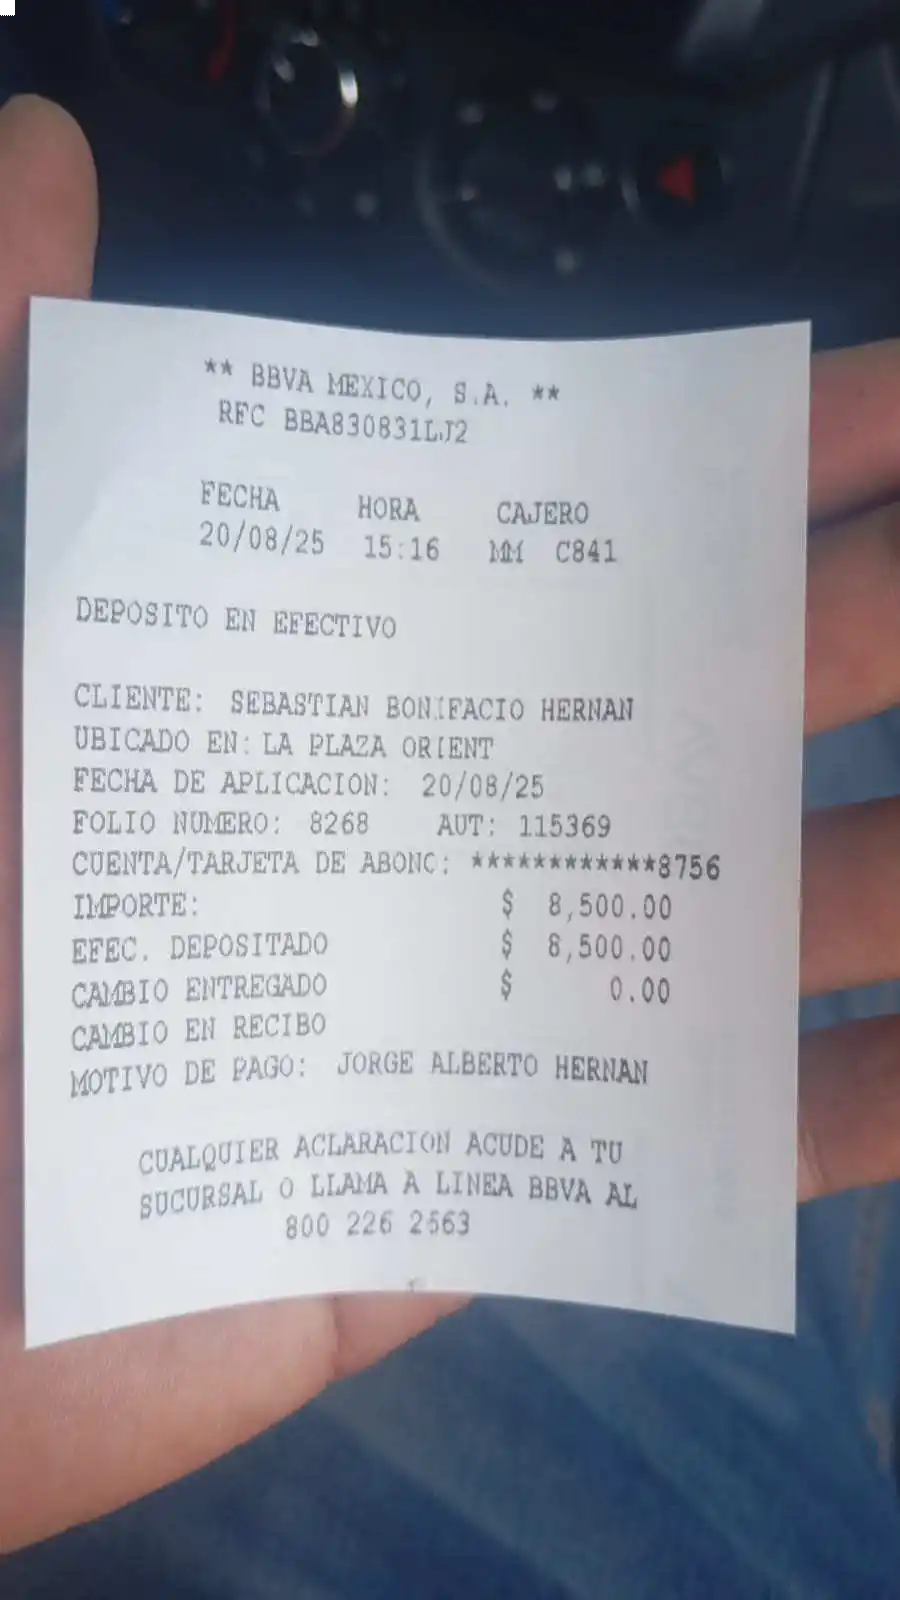 ** BBVA MEXICO, S.A. **
RFC BBA830831LJ2
FECHA HORA CAJERO
20/08/25 15:16 MM C841
DEPOSITO EN EFECTIVO
CLIENTE: SEBASTIAN BONIFACIO HERNAN
UBICADO EN: LA PLAZA ORIENT
FECHA DE APLICACION: 20/08/25
FOLIO NUMERO: 8268 AUT: 115369
CUENTA/TARJETA DE ABONO: ************8756
IMPORTE: $ 8,500.00
EFEC. DEPOSITADO $ 8,500.00
CAMBIO ENTREGADO $ 0.00
CAMBIO EN RECIBO
MOTIVO DE PAGO: JORGE ALBERTO HERNAN
CUALQUIER ACLARACION ACUDE A TU
SUCURSAL O LLAMA A LINEA BBVA AL
800 226 2563